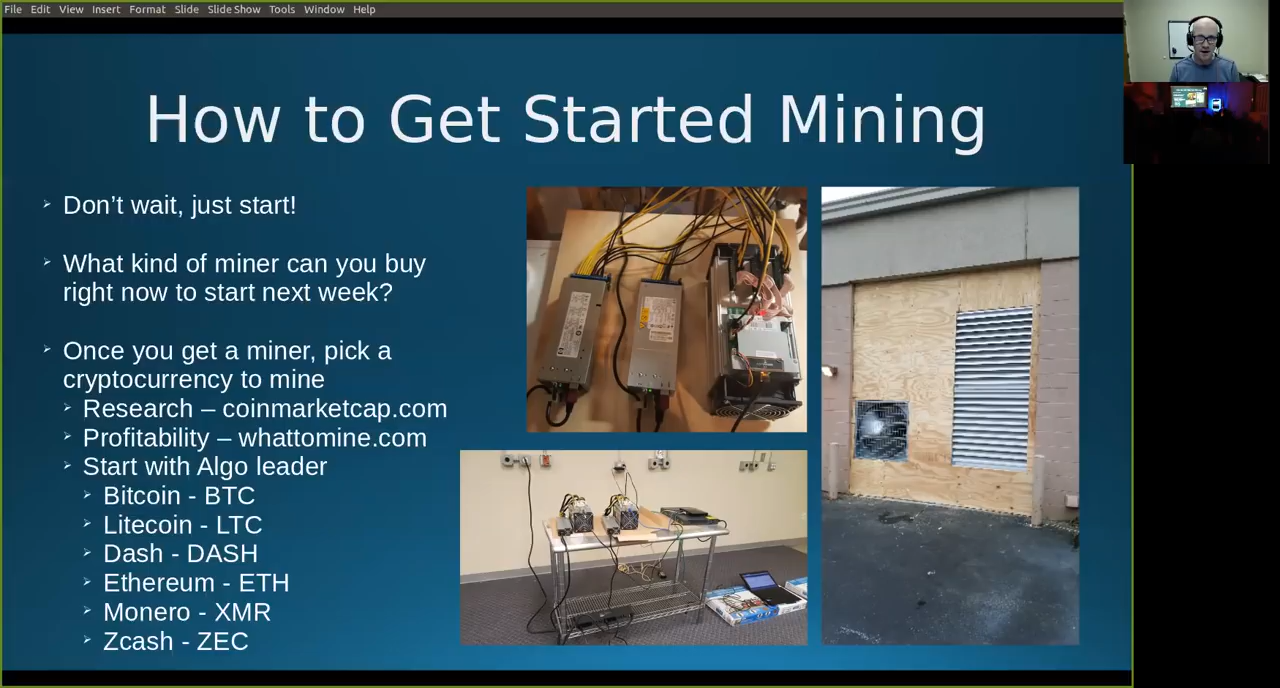 File Edit View Insert Format Slide Slide Show Tools Window Help
How to Get Started Mining
Don't wait, just start!
What kind of miner can you buy
right now to start next week?
Once you get a miner, pick a
cryptocurrency to mine
Research – coinmarketcap.com
Profitability – whattomine.com
Start with Algo leader
Bitcoin - BTC
Litecoin - LTC
Dash - DASH
Ethereum - ETH
Monero - XMR
Zcash - ZEC